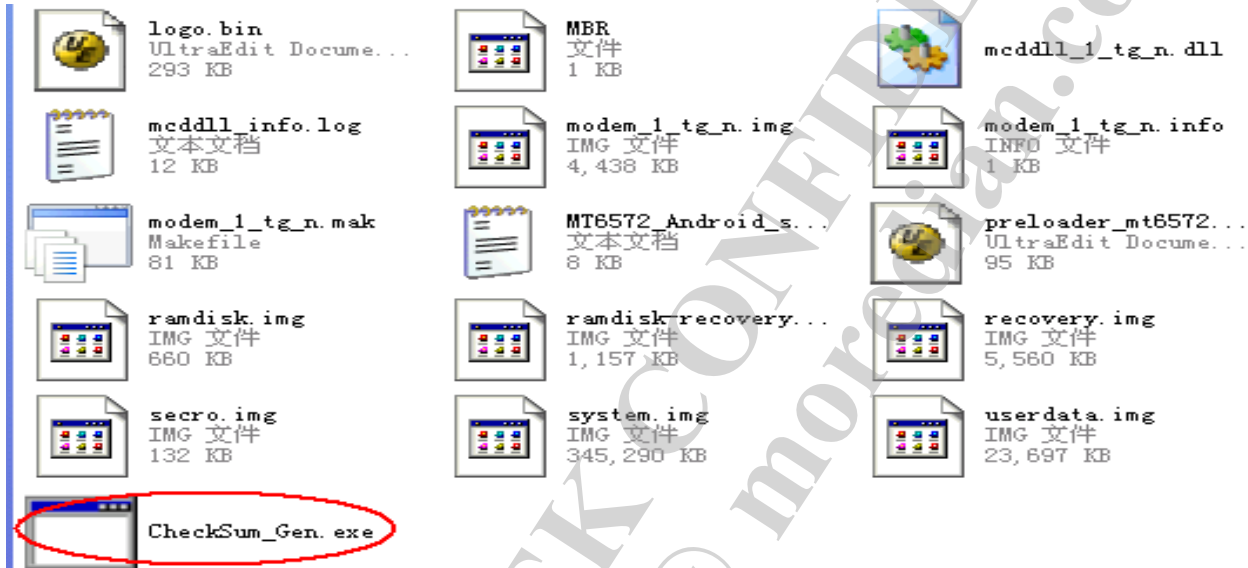 logo.bin
UltraEdit Docume...
293 KB
MBR
文件
1 KB
mcddll_1_tg_n.dll
mcddll_info.log
文本文档
12 KB
modem_1_tg_n.img
IMG 文件
4,438 KB
modem_1_tg_n.info
INFO 文件
1 KB
modem_1_tg_n.mak
Makefile
81 KB
MT6572_Android_s...
文本文档
8 KB
preloader_mt6572...
UltraEdit Docume...
95 KB
ramdisk.img
IMG 文件
660 KB
ramdisk-recovery...
IMG 文件
1,157 KB
recovery.img
IMG 文件
5,560 KB
secro.img
IMG 文件
132 KB
system.img
IMG 文件
345,290 KB
userdata.img
IMG 文件
23,697 KB
CheckSum_Gen.exe